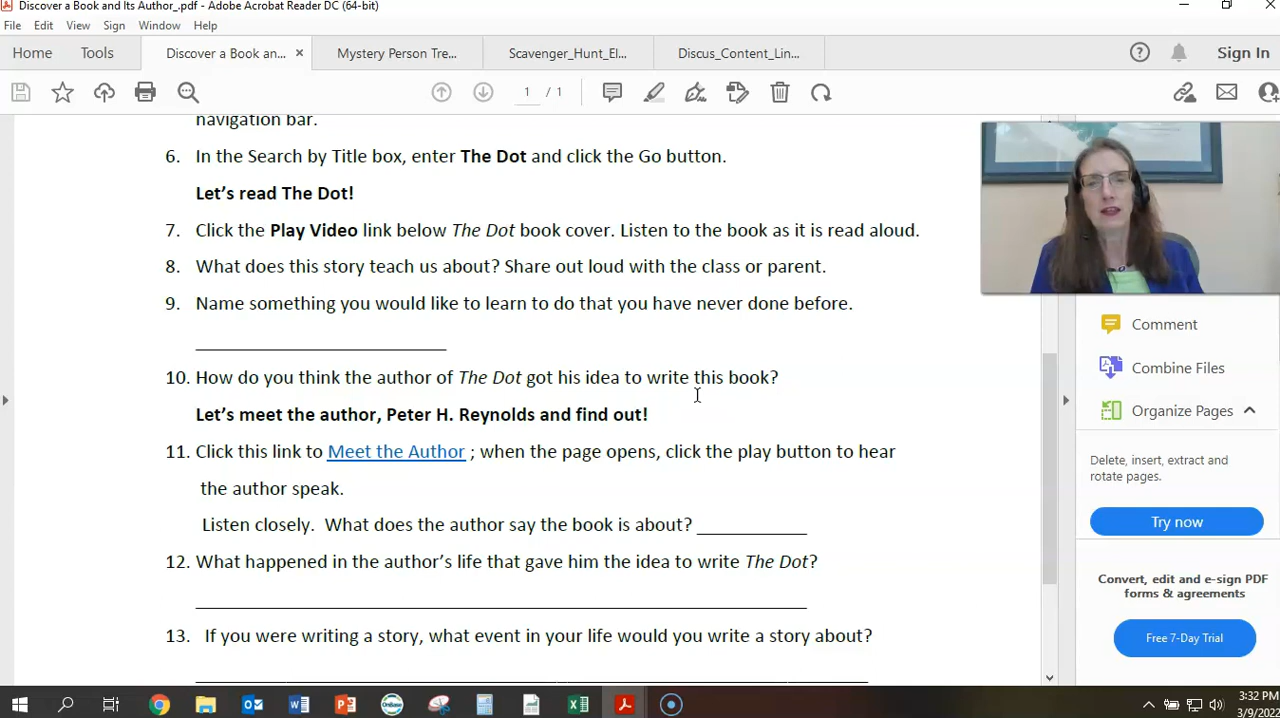 Discover a Book and Its Author_.pdf - Adobe Acrobat Reader DC (64-bit)
File Edit View Sign Window Help
Home Tools Discover a Book an... × Mystery Person Tre... Scavenger_Hunt_El... Discus_Content_Lin... Sign In
1 / 1
navigation bar.
6. In the Search by Title box, enter The Dot and click the Go button.
Let's read The Dot!
7. Click the Play Video link below The Dot book cover. Listen to the book as it is read aloud.
8. What does this story teach us about? Share out loud with the class or parent.
9. Name something you would like to learn to do that you have never done before.
10. How do you think the author of The Dot got his idea to write this book?
Let's meet the author, Peter H. Reynolds and find out!
11. Click this link to Meet the Author ; when the page opens, click the play button to hear
the author speak.
Listen closely. What does the author say the book is about? ___________
12. What happened in the author's life that gave him the idea to write The Dot?
13. If you were writing a story, what event in your life would you write a story about?
Comment
Combine Files
Organize Pages
Delete, insert, extract and
rotate pages.
Try now
Convert, edit and e-sign PDF
forms & agreements
Free 7-Day Trial
3:32 PM
3/9/2022